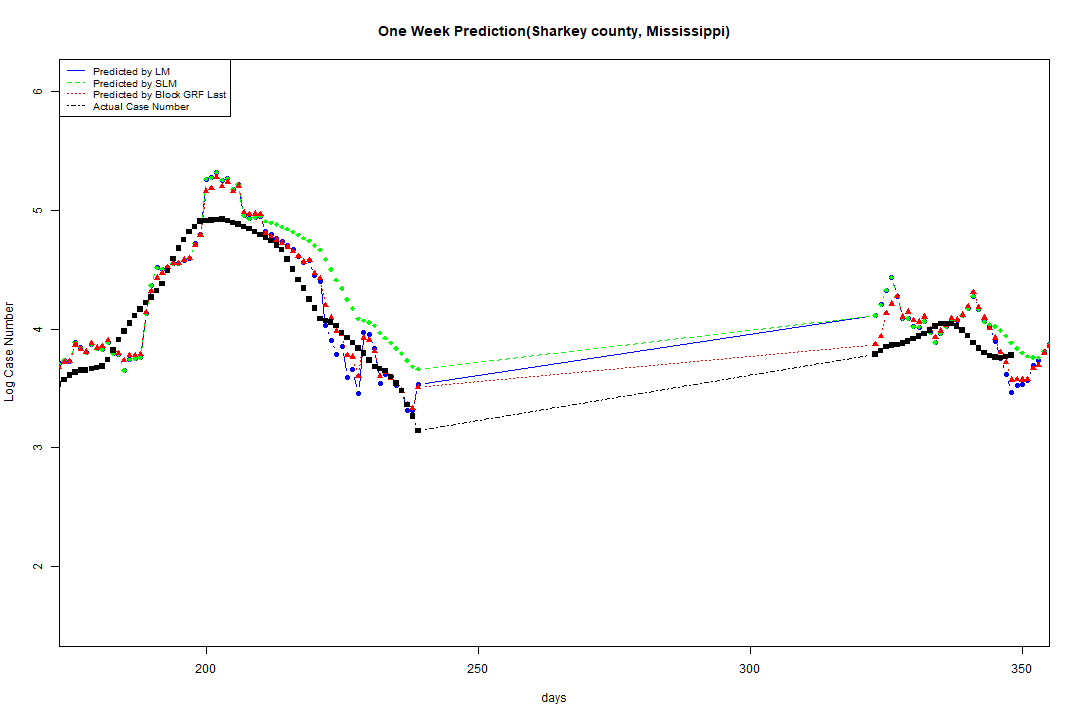 One Week Prediction(Sharkey county, Mississippi)
Predicted by LM
Predicted by SLM
Predicted by Block GRF Last
Actual Case Number
Log Case Number
6
5
4
3
2
200
250
300
350
days